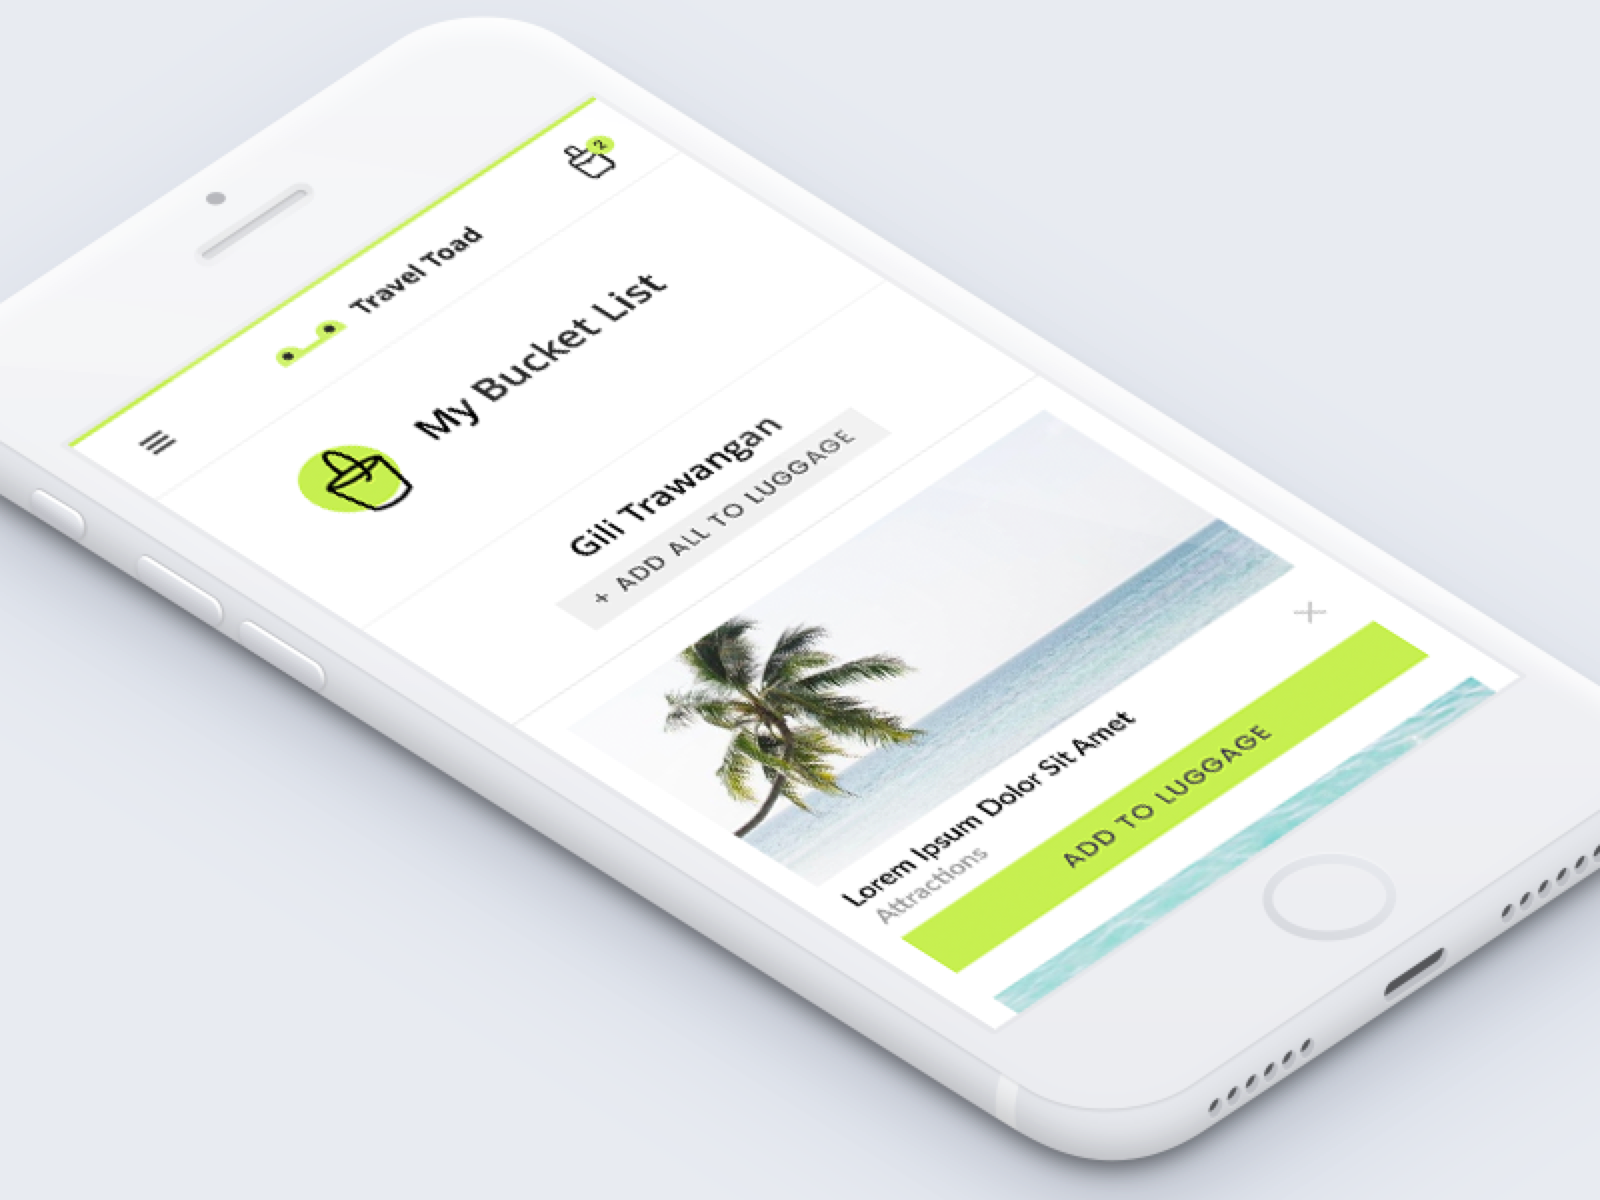 2
Travel Toad
My Bucket List
Gili Trawangan
+ ADD ALL TO LUGGAGE
Lorem Ipsum Dolor Sit Amet
Attractions
ADD TO LUGGAGE